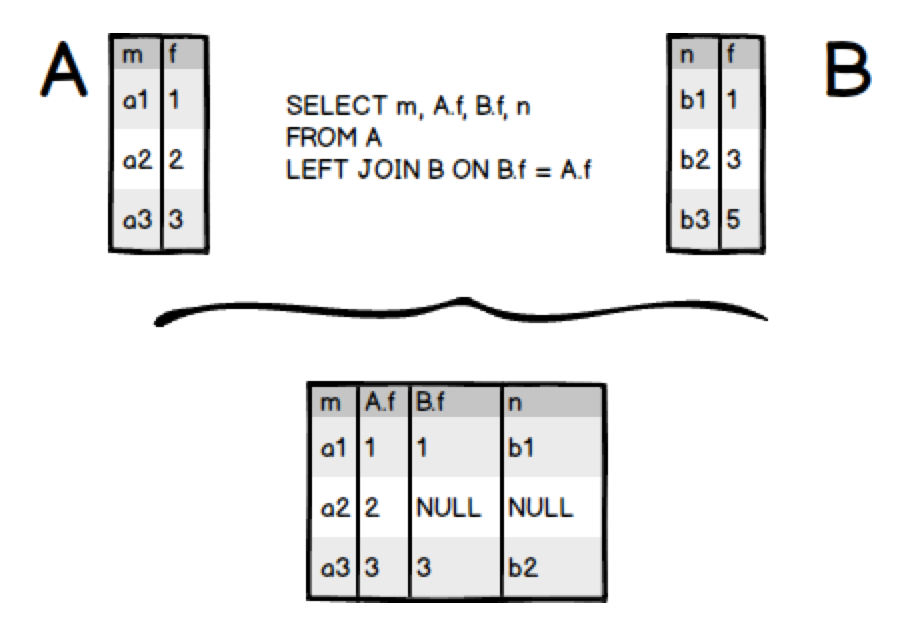 A
m f
a1 1
a2 2
a3 3
SELECT m, A.f, B.f, n
FROM A
LEFT JOIN B ON B.f = A.f
n f
b1 1
b2 3
b3 5
B
m A.f B.f n
a1 1 1 b1
a2 2 NULL NULL
a3 3 3 b2